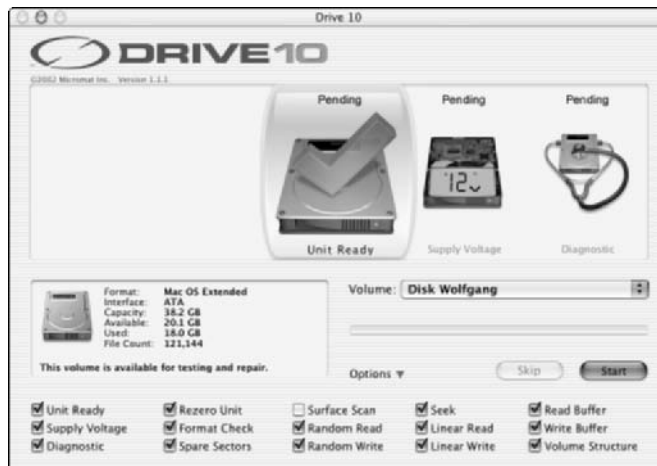 Drive 10
DRIVE10
©2002 Micromat Inc. Version 1.1.1
Pending Pending Pending
12v
Unit Ready Supply Voltage Diagnostic
Format: Mac OS Extended
Interface: ATA
Capacity: 38.2 GB
Available: 20.1 GB
Used: 18.0 GB
File Count: 121,144
This volume is available for testing and repair.
Volume: Disk Wolfgang
Options
Skip Start
Unit Ready Rezero Unit Surface Scan Seek Read Buffer
Supply Voltage Format Check Random Read Linear Read Write Buffer
Diagnostic Spare Sectors Random Write Linear Write Volume Structure